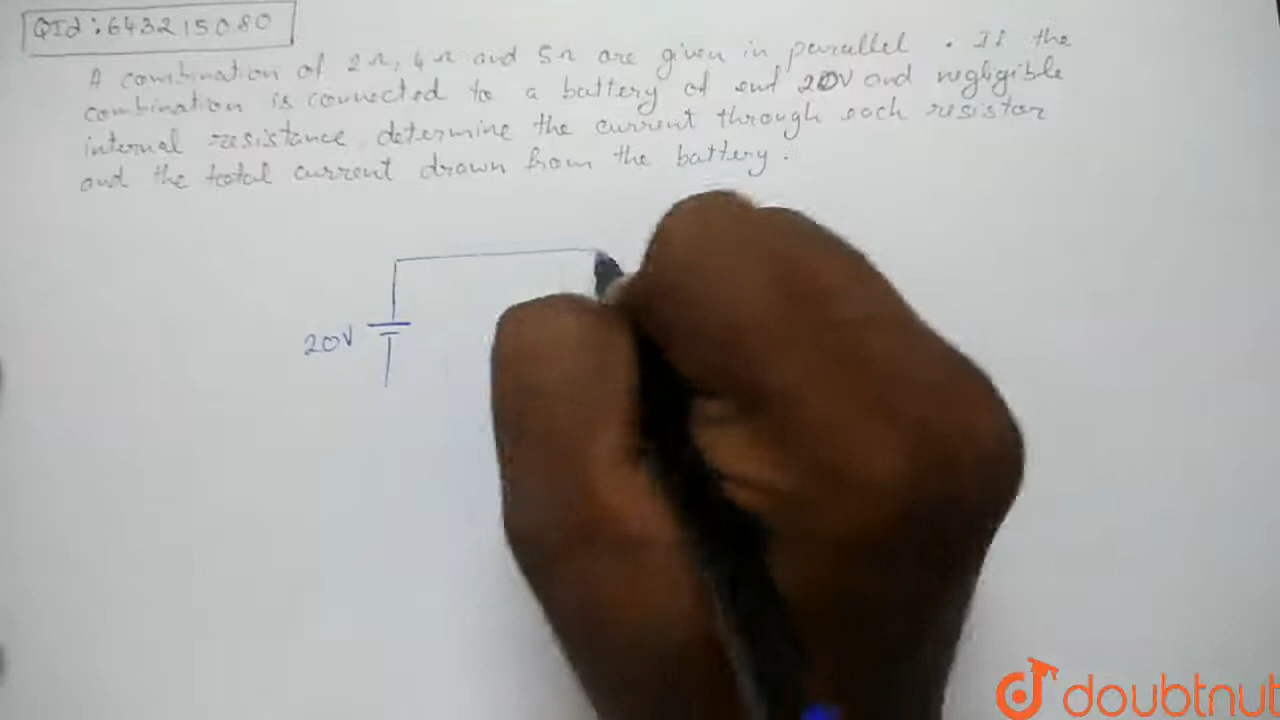 QId:643215080
A combination of 2Ω, 4Ω and 5Ω are given in parallel. If the
combination is connected to a battery of emf 20V and negligible
internal resistance, determine the current through each resistor
and the total current drawn from the battery.
20V
doubtnut